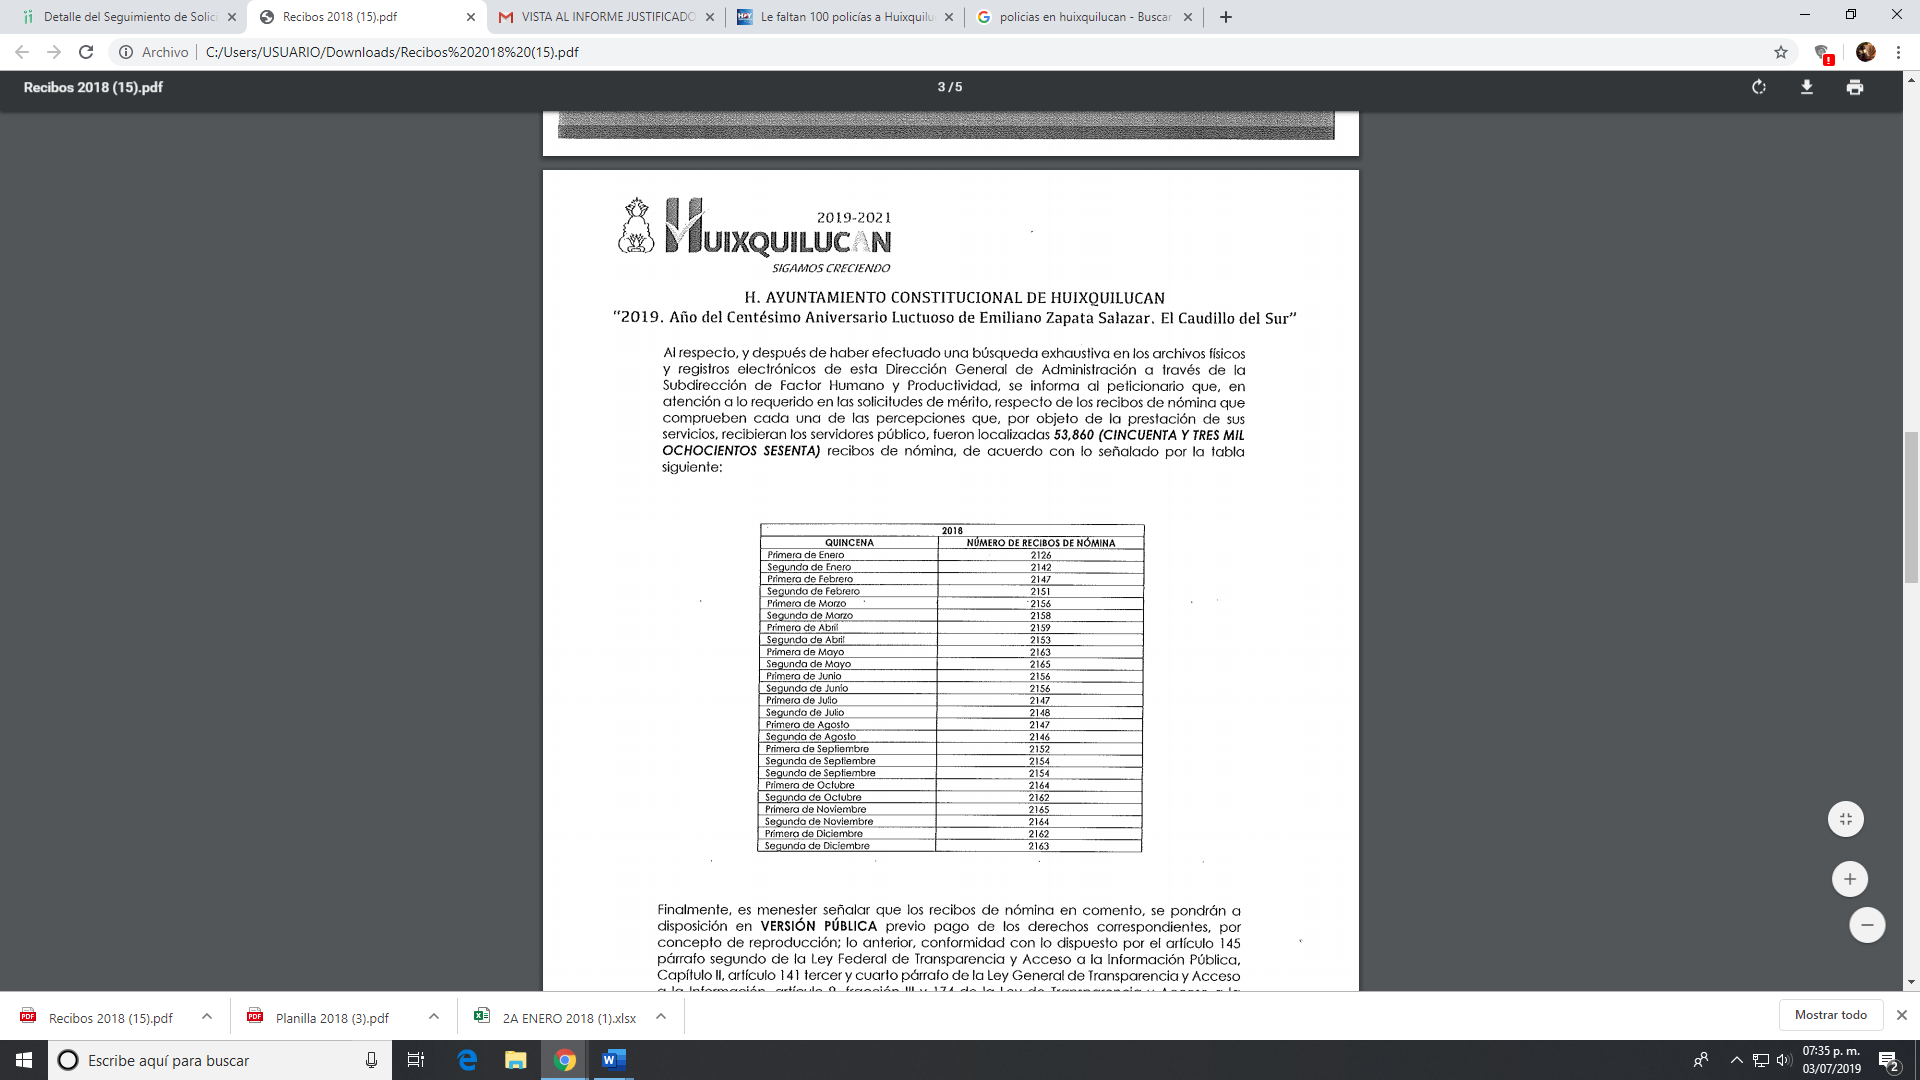 Detalle del Seguimiento de Solici
Recibos 2018 (15).pdf
VISTA AL INFORME JUSTIFICADO
Le faltan 100 policías a Huixquilu
policias en huixquilucan - Buscar
Archivo
C:/Users/USUARIO/Downloads/Recibos%202018%20(15).pdf
Recibos 2018 (15).pdf
3 / 5
2019-2021
HUIXQUILUCAN
SIGAMOS CRECIENDO
H. AYUNTAMIENTO CONSTITUCIONAL DE HUIXQUILUCAN
“2019. Año del Centésimo Aniversario Luctuoso de Emiliano Zapata Salazar. El Caudillo del Sur”
Al respecto, y después de haber efectuado una búsqueda exhaustiva en los archivos físicos
y registros electrónicos de esta Dirección General de Administración a través de la
Subdirección de Factor Humano y Productividad, se informa al peticionario que, en
atención a lo requerido en las solicitudes de mérito, respecto de los recibos de nómina que
comprueben cada una de las percepciones que, por objeto de la prestación de sus
servicios, recibieran los servidores público, fueron localizadas 53,860 (CINCUENTA Y TRES MIL
OCHOCIENTOS SESENTA) recibos de nómina, de acuerdo con lo señalado por la tabla
siguiente:
2018
QUINCENA NÚMERO DE RECIBOS DE NÓMINA
Primera de Enero 2126
Segunda de Enero 2142
Primera de Febrero 2147
Segunda de Febrero 2151
Primera de Marzo 2156
Segunda de Marzo 2158
Primera de Abril 2159
Segunda de Abril 2153
Primera de Mayo 2163
Segunda de Mayo 2165
Primera de Junio 2156
Segunda de Junio 2156
Primera de Julio 2147
Segunda de Julio 2148
Primera de Agosto 2147
Segunda de Agosto 2146
Primera de Septiembre 2152
Segunda de Septiembre 2154
Segunda de Septiembre 2154
Primera de Octubre 2164
Segunda de Octubre 2162
Primera de Noviembre 2165
Segunda de Noviembre 2164
Primera de Diciembre 2162
Segunda de Diciembre 2163
Finalmente, es menester señalar que los recibos de nómina en comento, se pondrán a
disposición en VERSIÓN PÚBLICA previo pago de los derechos correspondientes, por
concepto de reproducción; lo anterior, conformidad con lo dispuesto por el artículo 145
párrafo segundo de la Ley Federal de Transparencia y Acceso a la Información Pública,
Capítulo II, artículo 141 tercer y cuarto párrafo de la Ley General de Transparencia y Acceso
a la Información, artículo 9, fracción III y 174 de la Ley de Transparencia y Acceso a la
Recibos 2018 (15).pdf
Planilla 2018 (3).pdf
2A ENERO 2018 (1).xlsx
Mostrar todo
Escribe aquí para buscar
07:35 p. m.
03/07/2019
2